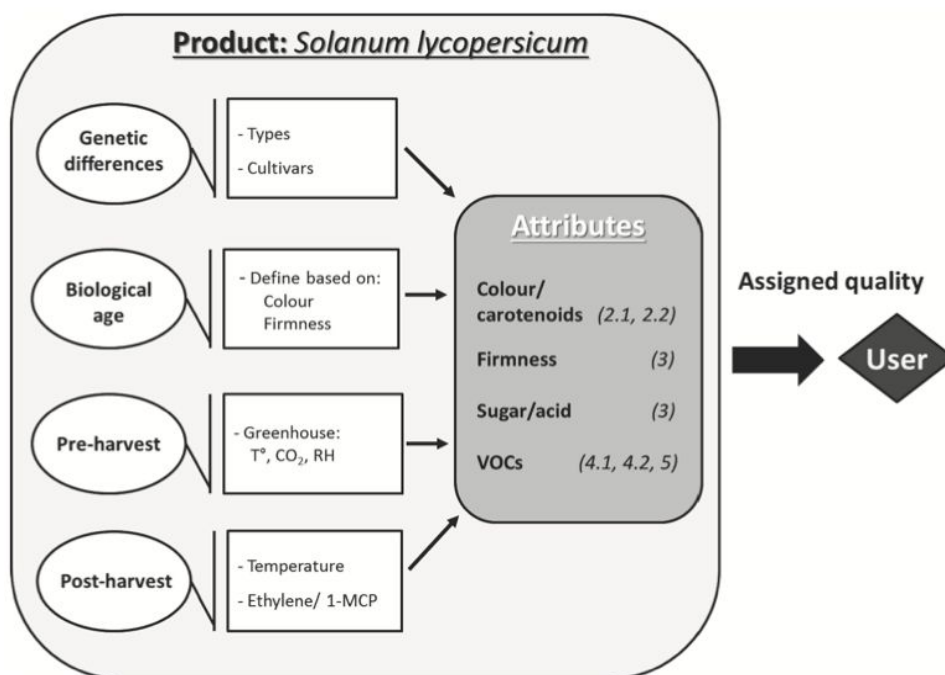 Product: Solanum lycopersicum
Genetic
differences
- Types
- Cultivars
Biological
age
- Define based on:
Colour
Firmness
Pre-harvest
- Greenhouse:
T°, CO₂, RH
Post-harvest
- Temperature
- Ethylene/ 1-MCP
Attributes
Colour/
carotenoids (2.1, 2.2)
Firmness (3)
Sugar/acid (3)
VOCs (4.1, 4.2, 5)
Assigned quality
User